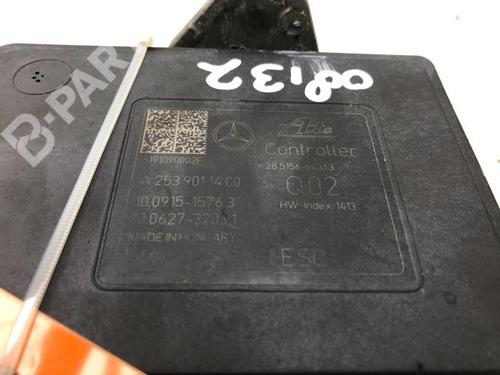 08132
B-PAR
Ate
Controller
A 253 901 14 00
Q02
10.0915-1576.3
HW-Index: 1413
MADE IN HUNGARY
ESC